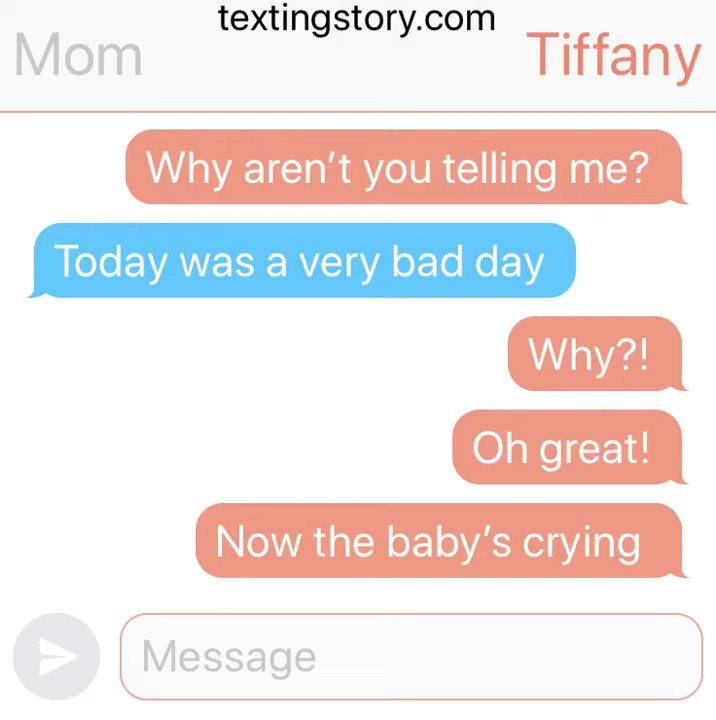 textingstory.com
Mom
Tiffany
Why aren’t you telling me?
Today was a very bad day
Why?!
Oh great!
Now the baby’s crying
Message